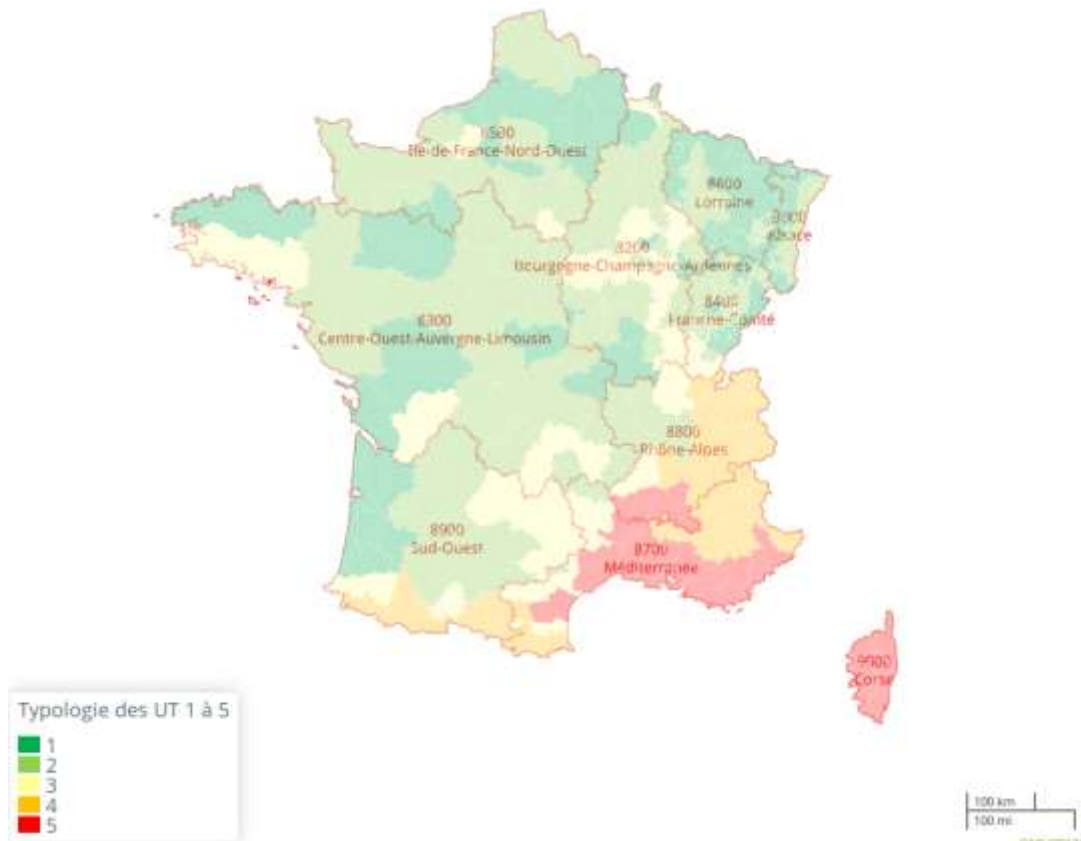 8500
Ile-de-France-Nord-Ouest
8600
Lorraine
8000
Alsace
8200
Bourgogne-Champagne-Ardennes
8400
Franche-Comté
8300
Centre-Ouest-Auvergne-Limousin
8800
Rhône-Alpes
8900
Sud-Ouest
8700
Méditerranée
9900
Corse
Typologie des UT 1 à 5
1
2
3
4
5
100 km
100 mi